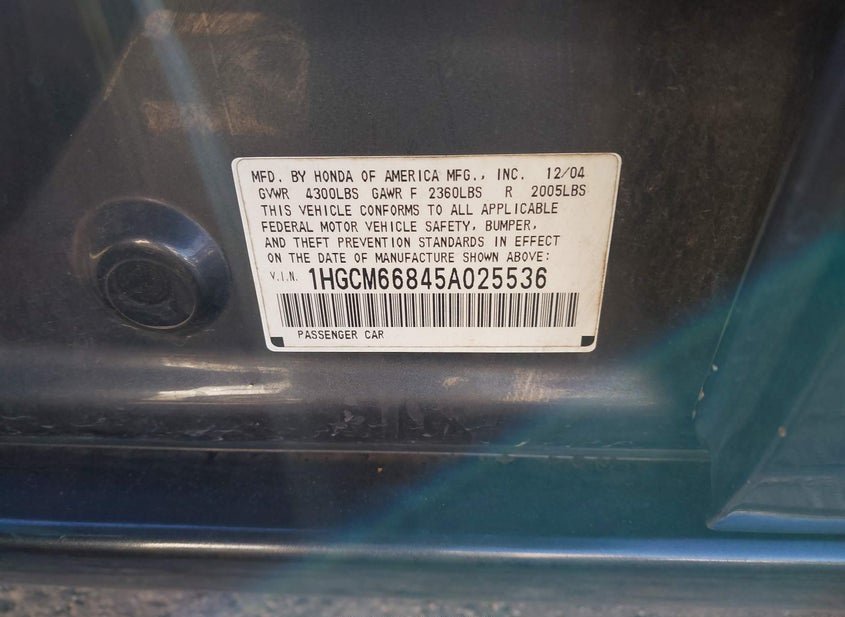 MFD. BY HONDA OF AMERICA MFG., INC. 12/04
GVWR 4300LBS GAWR F 2360LBS R 2005LBS
THIS VEHICLE CONFORMS TO ALL APPLICABLE
FEDERAL MOTOR VEHICLE SAFETY, BUMPER,
AND THEFT PREVENTION STANDARDS IN EFFECT
ON THE DATE OF MANUFACTURE SHOWN ABOVE:
V.I.N. 1HGCM66845A025536
PASSENGER CAR